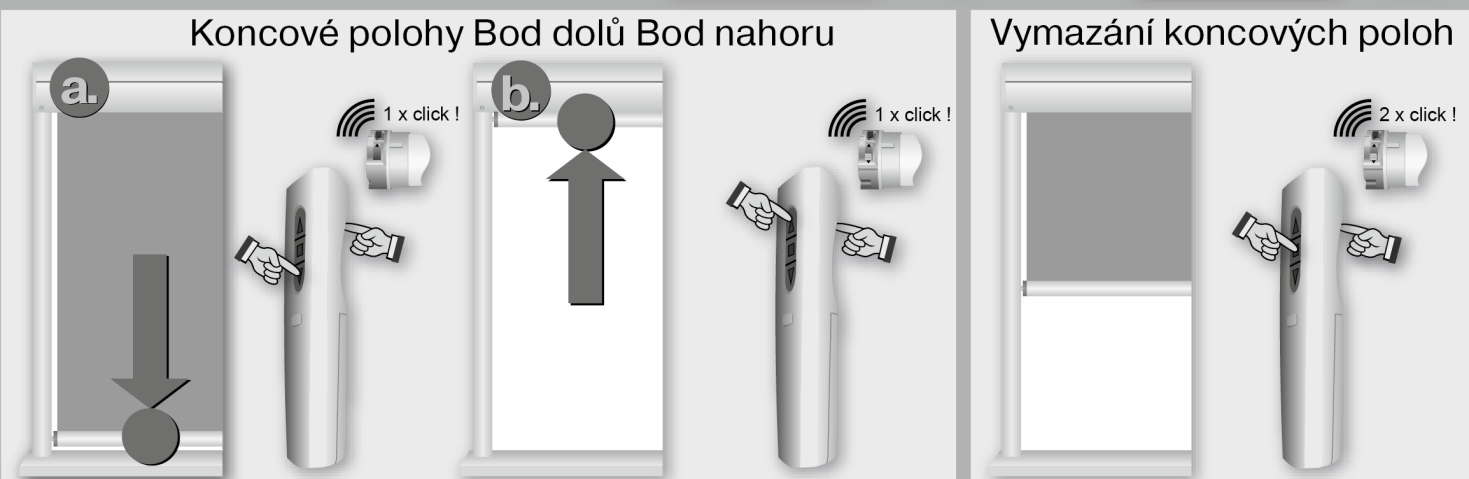 Koncové polohy Bod dolů Bod nahoru
a.
1 x click !
b.
1 x click !
Vymazání koncových poloh
2 x click !